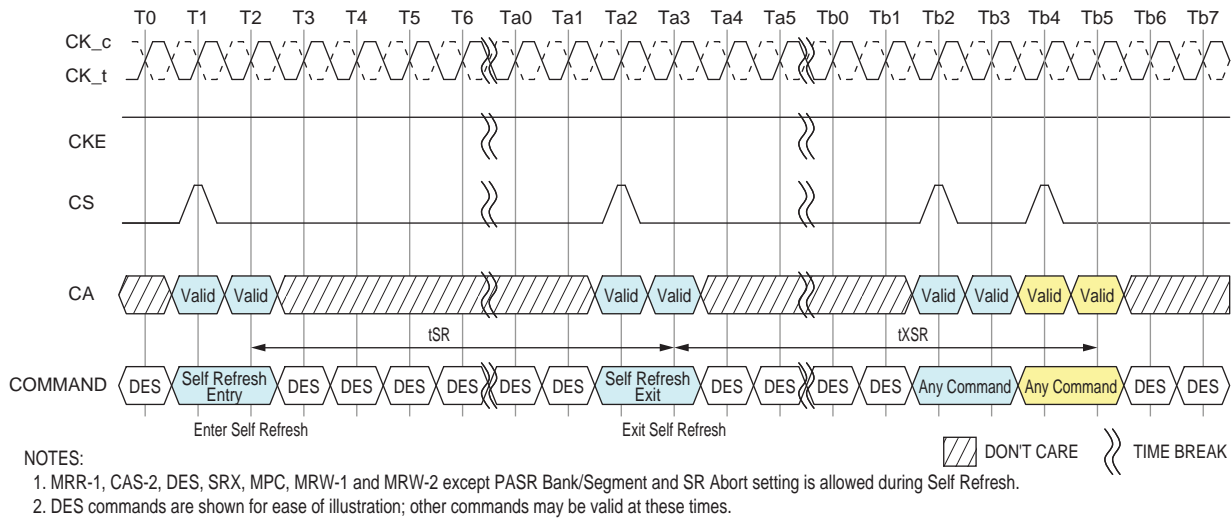 T0 T1 T2 T3 T4 T5 T6 Ta0 Ta1 Ta2 Ta3 Ta4 Ta5 Tb0 Tb1 Tb2 Tb3 Tb4 Tb5 Tb6 Tb7
CK_c
CK_t
CKE
CS
CA Valid Valid Valid Valid Valid Valid Valid Valid
tSR tXSR
COMMAND DES Self Refresh Entry DES DES DES DES DES DES Self Refresh Exit DES DES DES DES Any Command Any Command DES DES
Enter Self Refresh Exit Self Refresh
DON'T CARE TIME BREAK
NOTES:
1. MRR-1, CAS-2, DES, SRX, MPC, MRW-1 and MRW-2 except PASR Bank/Segment and SR Abort setting is allowed during Self Refresh.
2. DES commands are shown for ease of illustration; other commands may be valid at these times.